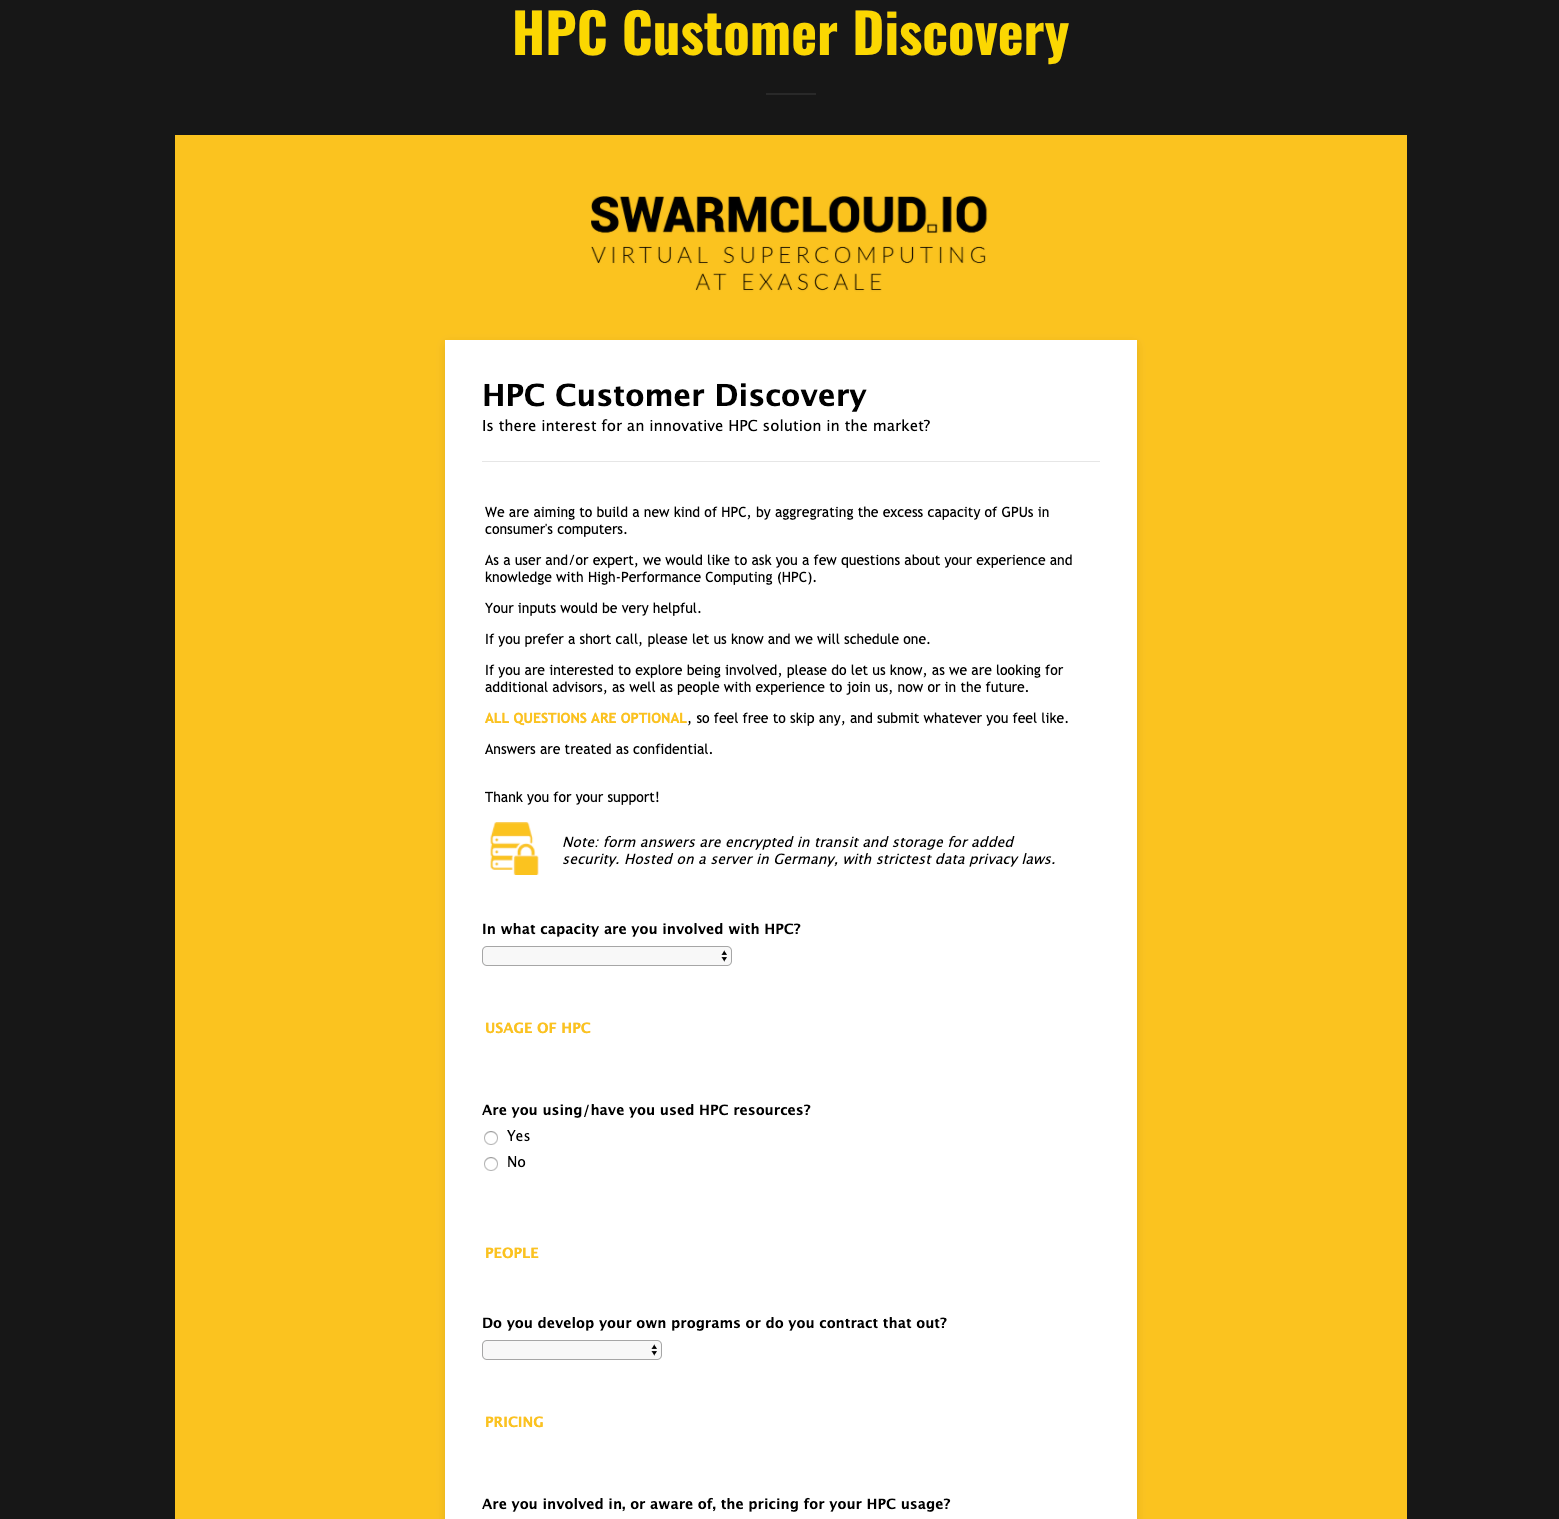 HPC Customer Discovery
SWARMCLOUD.IO
VIRTUAL SUPERCOMPUTING
AT EXASCALE
HPC Customer Discovery
Is there interest for an innovative HPC solution in the market?
We are aiming to build a new kind of HPC, by aggregrating the excess capacity of GPUs in
consumer's computers.
As a user and/or expert, we would like to ask you a few questions about your experience and
knowledge with High-Performance Computing (HPC).
Your inputs would be very helpful.
If you prefer a short call, please let us know and we will schedule one.
If you are interested to explore being involved, please do let us know, as we are looking for
additional advisors, as well as people with experience to join us, now or in the future.
ALL QUESTIONS ARE OPTIONAL, so feel free to skip any, and submit whatever you feel like.
Answers are treated as confidential.
Thank you for your support!
Note: form answers are encrypted in transit and storage for added
security. Hosted on a server in Germany, with strictest data privacy laws.
In what capacity are you involved with HPC?
USAGE OF HPC
Are you using/have you used HPC resources?
Yes
No
PEOPLE
Do you develop your own programs or do you contract that out?
PRICING
Are you involved in, or aware of, the pricing for your HPC usage?